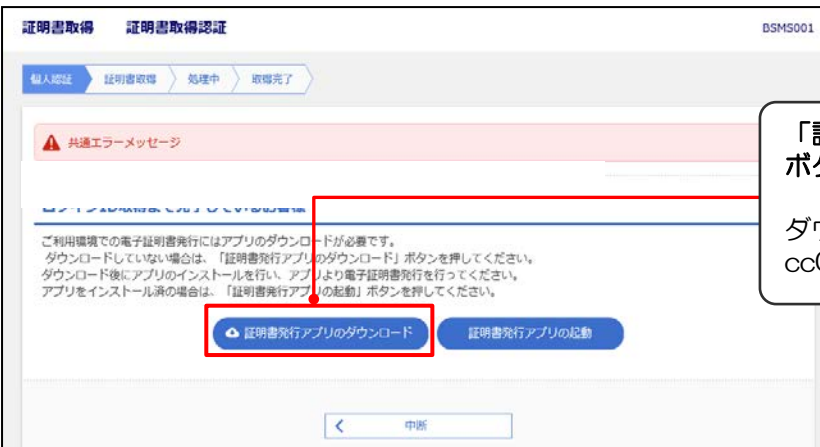 証明書取得 証明書取得認証
BSMS001
個人認証 証明書取得 処理中 取得完了
共通エラーメッセージ
ご利用環境での電子証明書発行にはアプリのダウンロードが必要です。
ダウンロードしていない場合は、「証明書発行アプリのダウンロード」ボタンを押してください。
ダウンロード後にアプリのインストールを行い、アプリより電子証明書発行を行ってください。
アプリをインストール済の場合は、「証明書発行アプリの起動」ボタンを押してください。
証明書発行アプリのダウンロード 証明書発行アプリの起動
中断